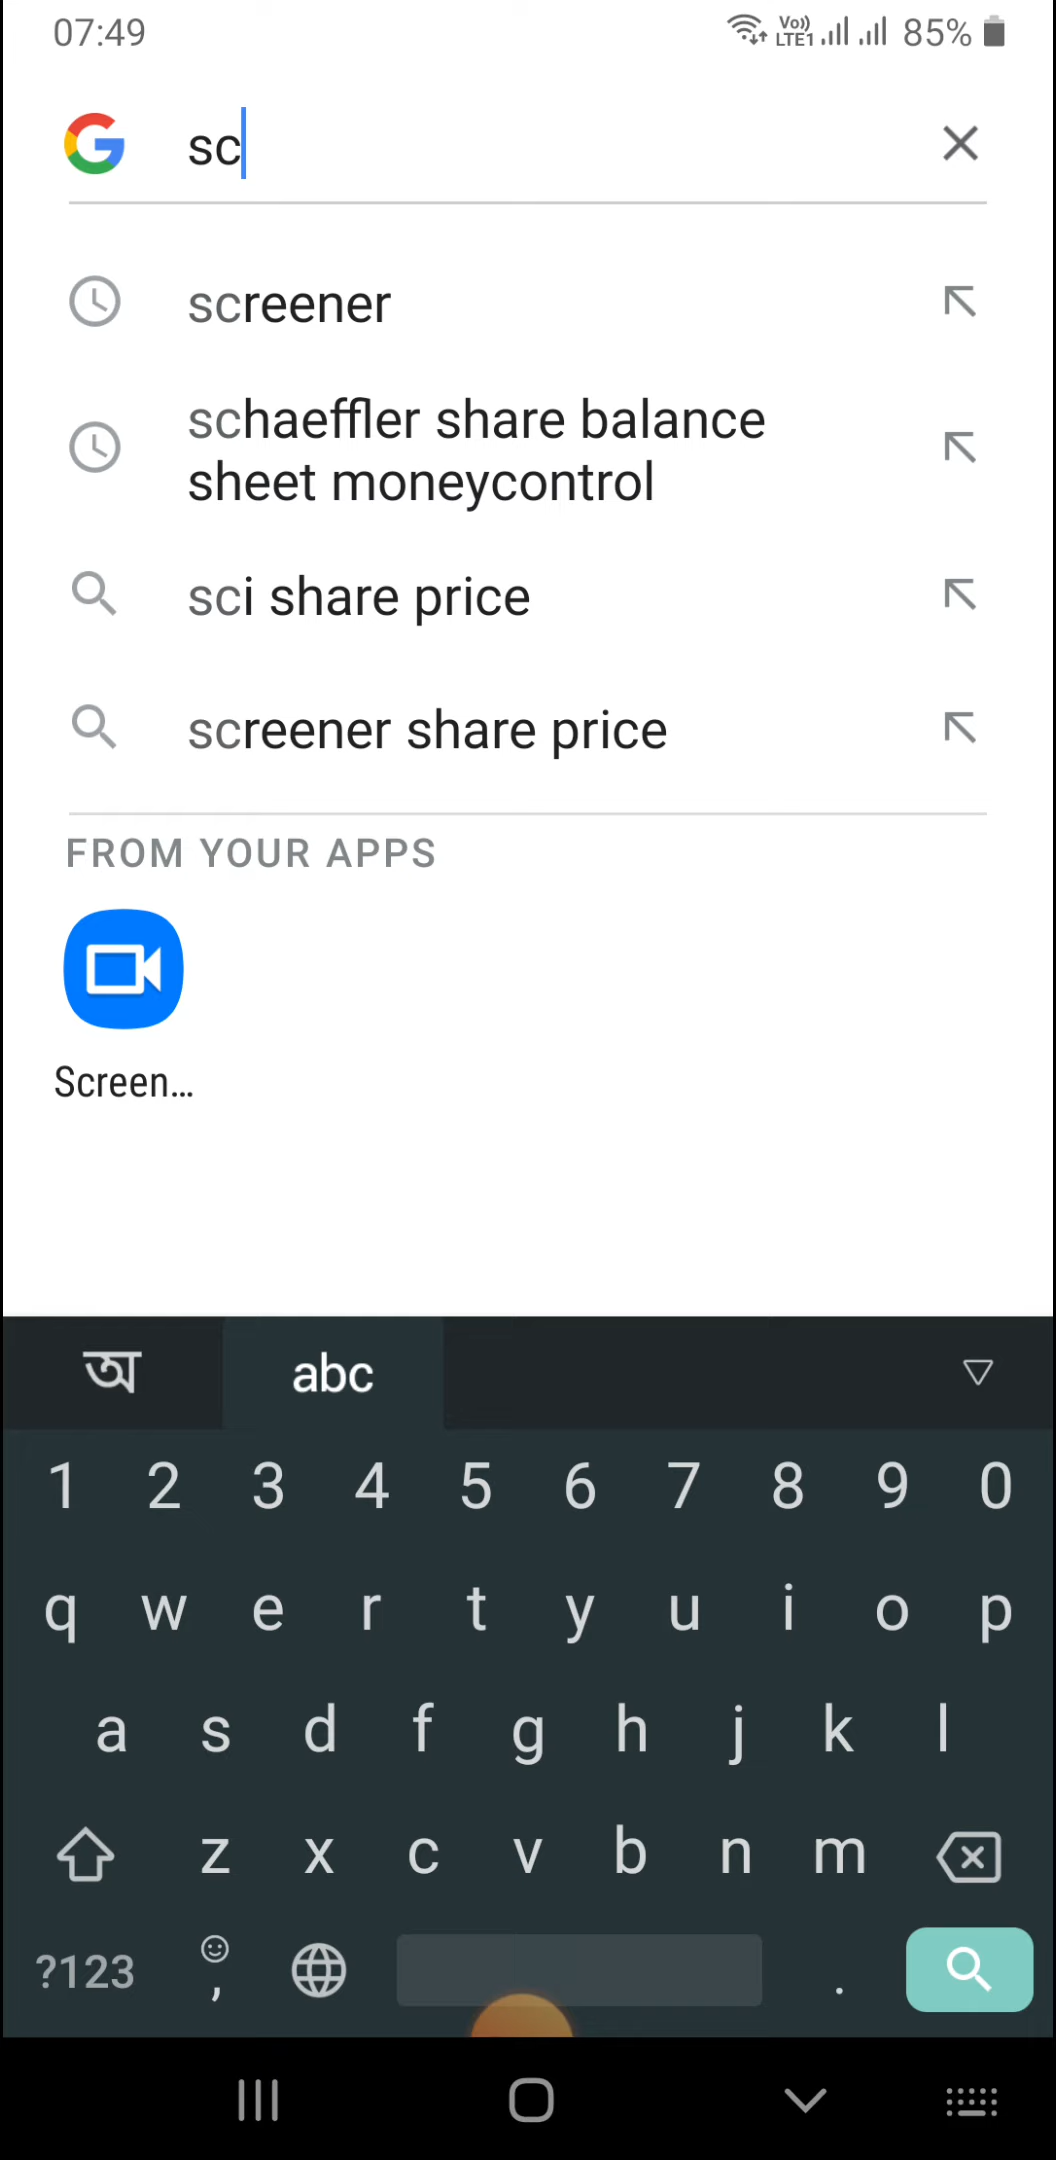 07:49 Vo)) LTE1 85%
sc
screener
schaeffler share balance
sheet moneycontrol
sci share price
screener share price
FROM YOUR APPS
Screen...
অ abc
1 2 3 4 5 6 7 8 9 0
q w e r t y u i o p
a s d f g h j k l
z x c v b n m
?123 , .